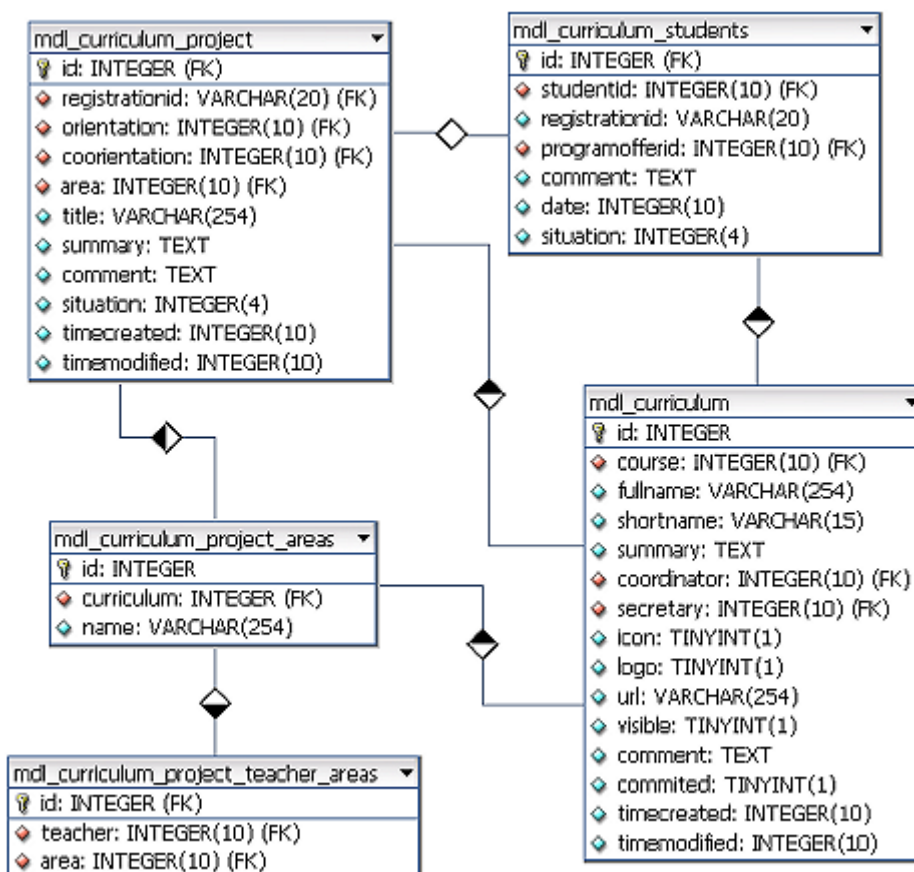 mdl_curriculum_project
id: INTEGER (FK)
registrationid: VARCHAR(20) (FK)
orientation: INTEGER(10) (FK)
coorientation: INTEGER(10) (FK)
area: INTEGER(10) (FK)
title: VARCHAR(254)
summary: TEXT
comment: TEXT
situation: INTEGER(4)
timecreated: INTEGER(10)
timemodified: INTEGER(10)
mdl_curriculum_students
id: INTEGER (FK)
studentid: INTEGER(10) (FK)
registrationid: VARCHAR(20)
programofferid: INTEGER(10) (FK)
comment: TEXT
date: INTEGER(10)
situation: INTEGER(4)
mdl_curriculum
id: INTEGER
course: INTEGER(10) (FK)
fullname: VARCHAR(254)
shortname: VARCHAR(15)
summary: TEXT
coordinator: INTEGER(10) (FK)
secretary: INTEGER(10) (FK)
icon: TINYINT(1)
logo: TINYINT(1)
url: VARCHAR(254)
visible: TINYINT(1)
comment: TEXT
commited: TINYINT(1)
timecreated: INTEGER(10)
timemodified: INTEGER(10)
mdl_curriculum_project_areas
id: INTEGER
curriculum: INTEGER (FK)
name: VARCHAR(254)
mdl_curriculum_project_teacher_areas
id: INTEGER (FK)
teacher: INTEGER(10) (FK)
area: INTEGER(10) (FK)